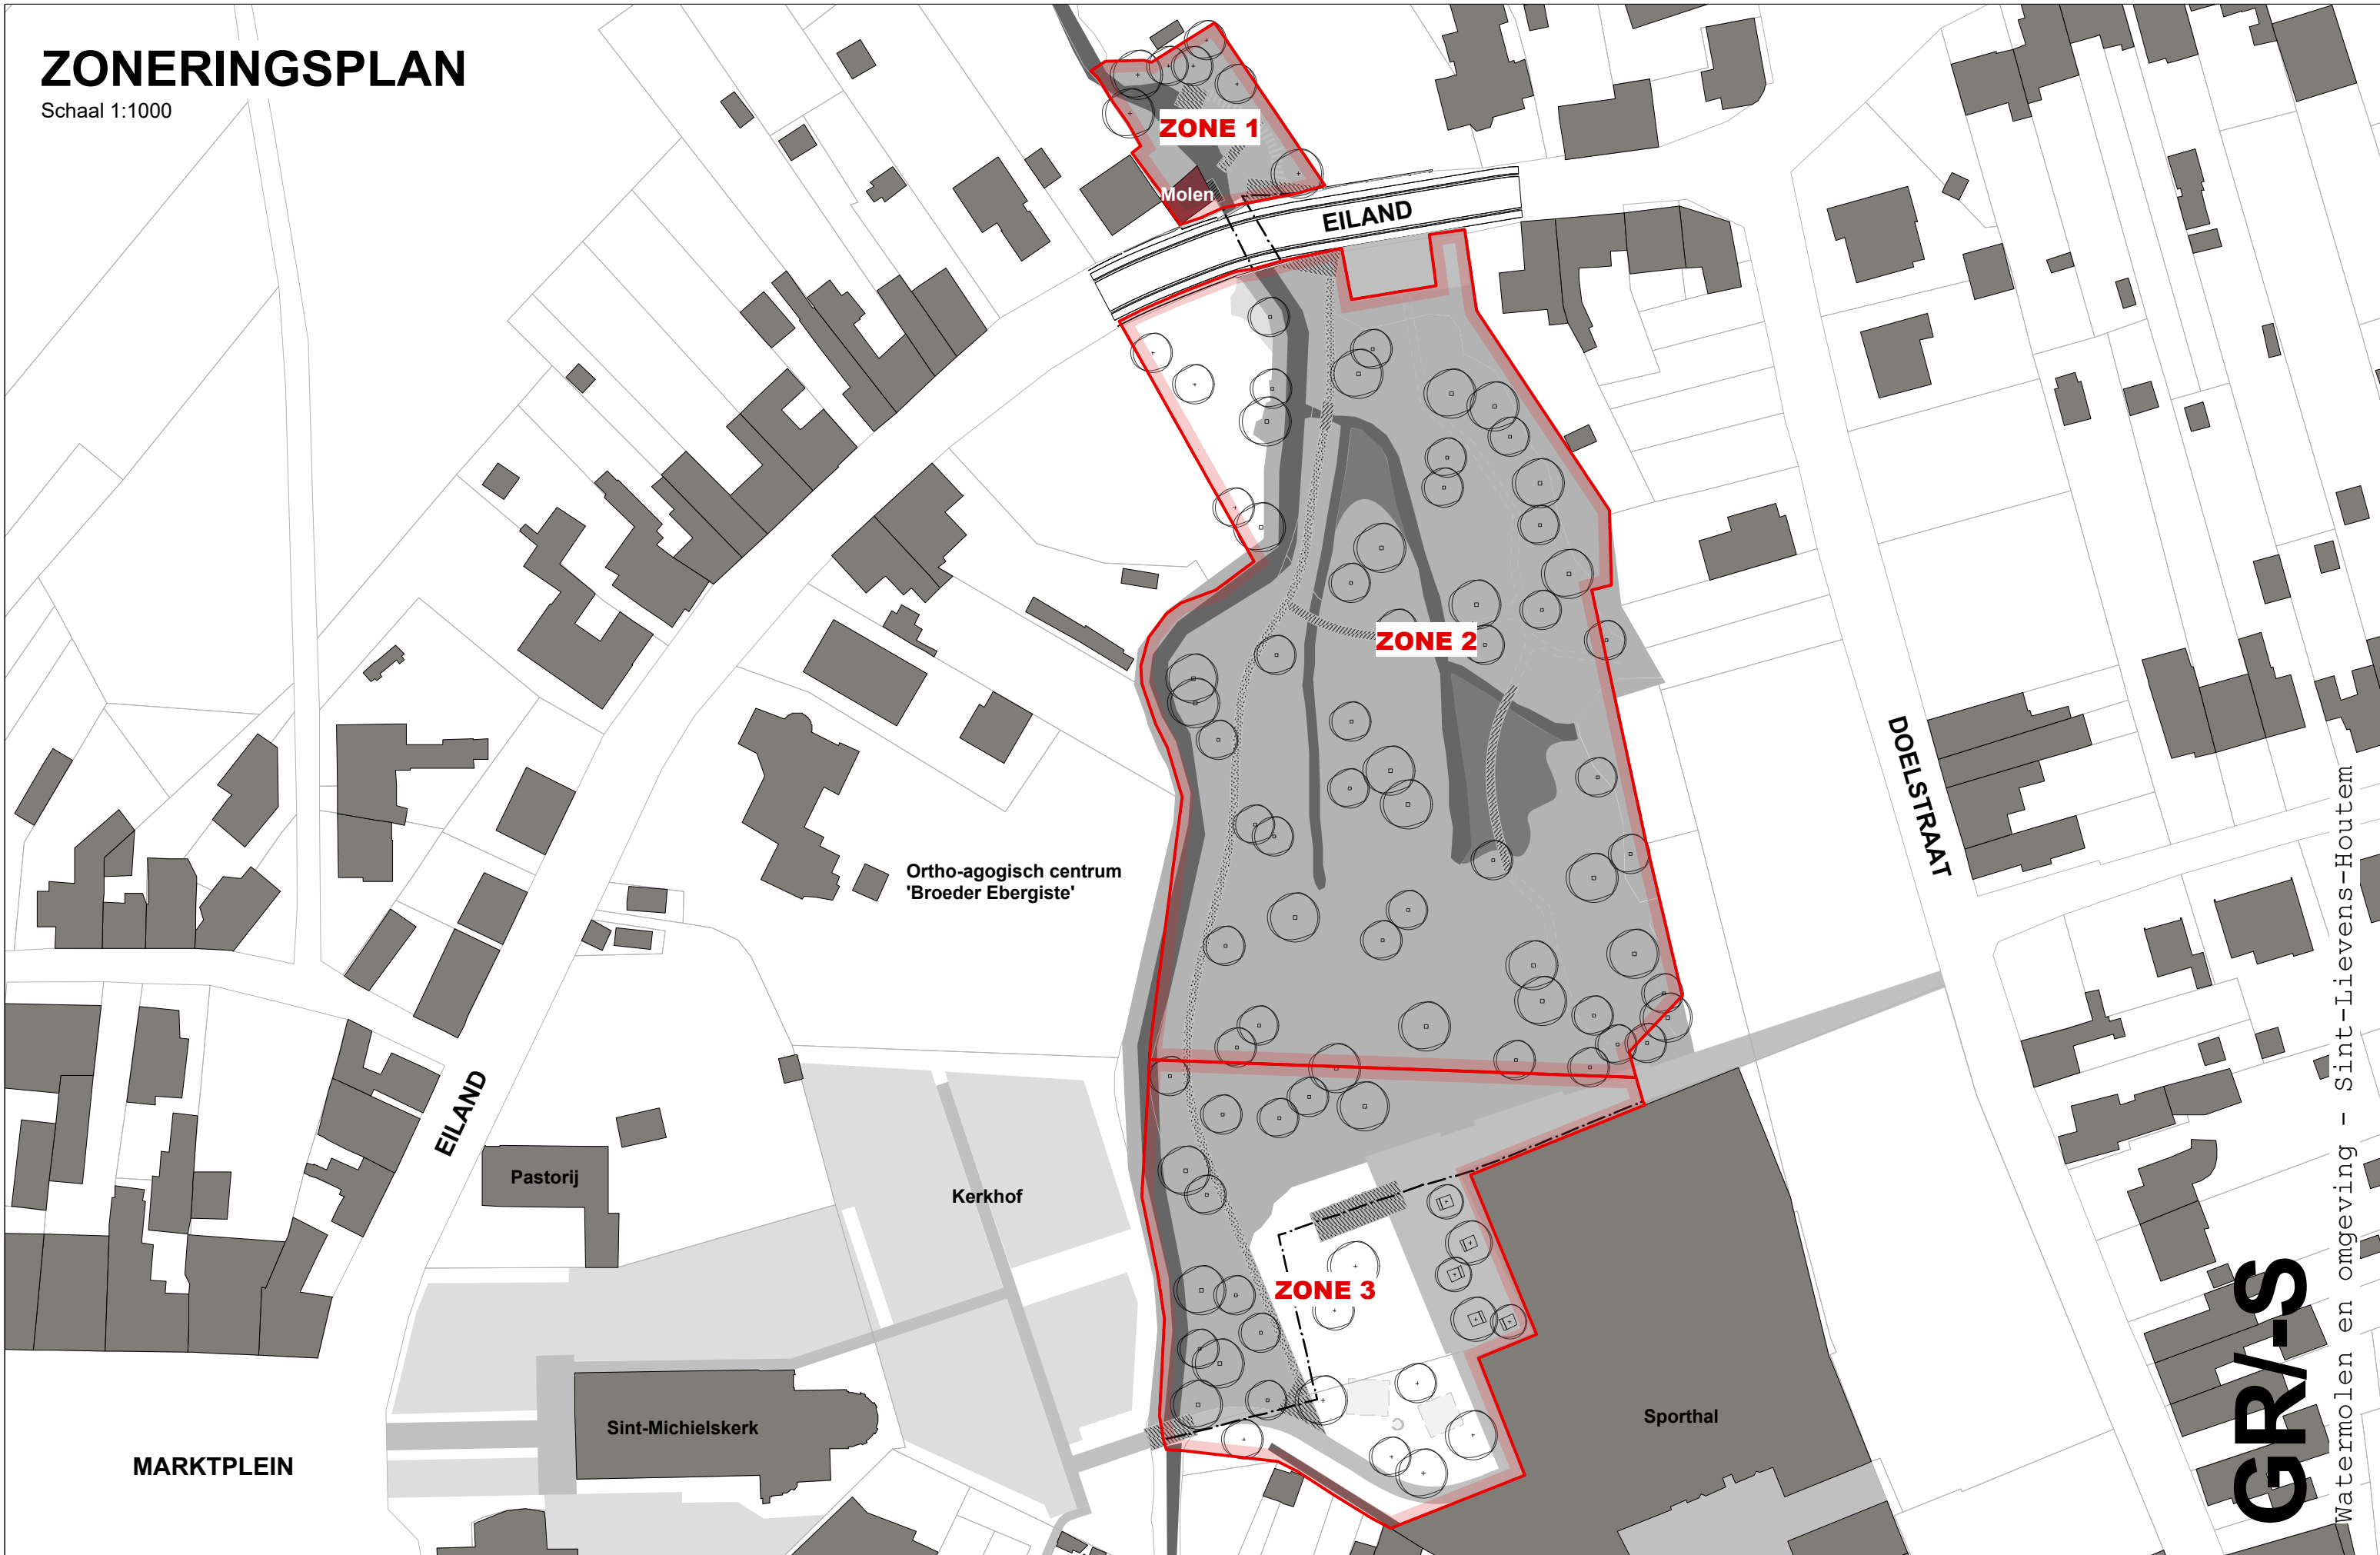 ZONERINGSPLAN
Schaal 1:1000
ZONE 1
Molen
EILAND
ZONE 2
DOELSTRAAT
Ortho-agogisch centrum
'Broeder Ebergiste'
EILAND
Pastorij
Kerkhof
ZONE 3
Sint-Michielskerk
Sporthal
MARKTPLEIN
GR/-S
Watermolen en omgeving - Sint-Lievens-Houtem